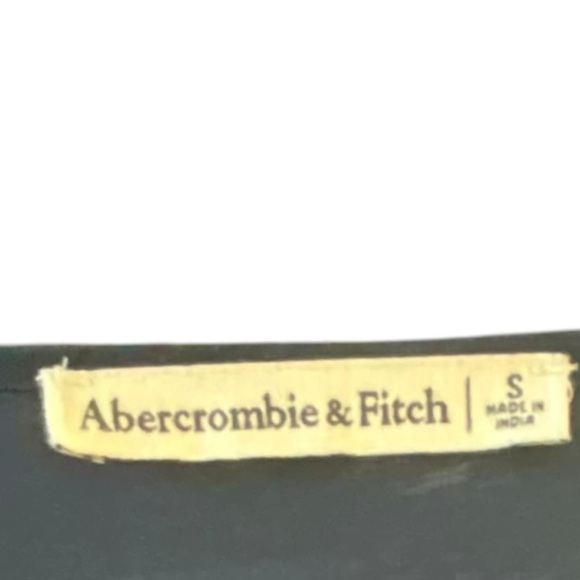 Abercrombie & Fitch | S
MADE IN
INDIA